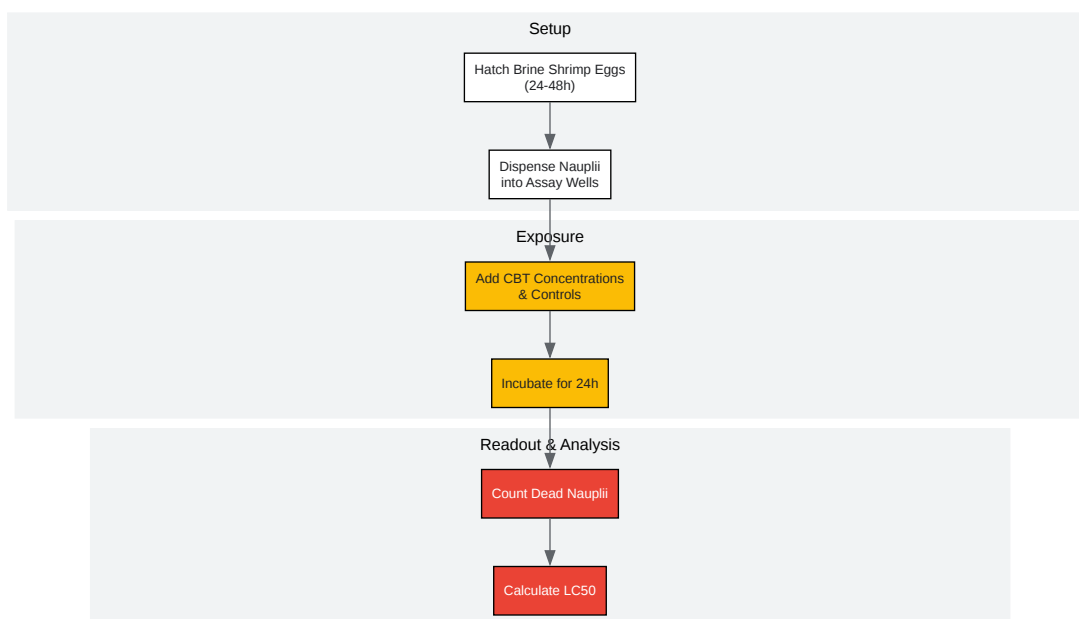 Setup
Hatch Brine Shrimp Eggs
(24-48h)
Dispense Nauplii
into Assay Wells
Exposure
Add CBT Concentrations
& Controls
Incubate for 24h
Readout & Analysis
Count Dead Nauplii
Calculate LC50